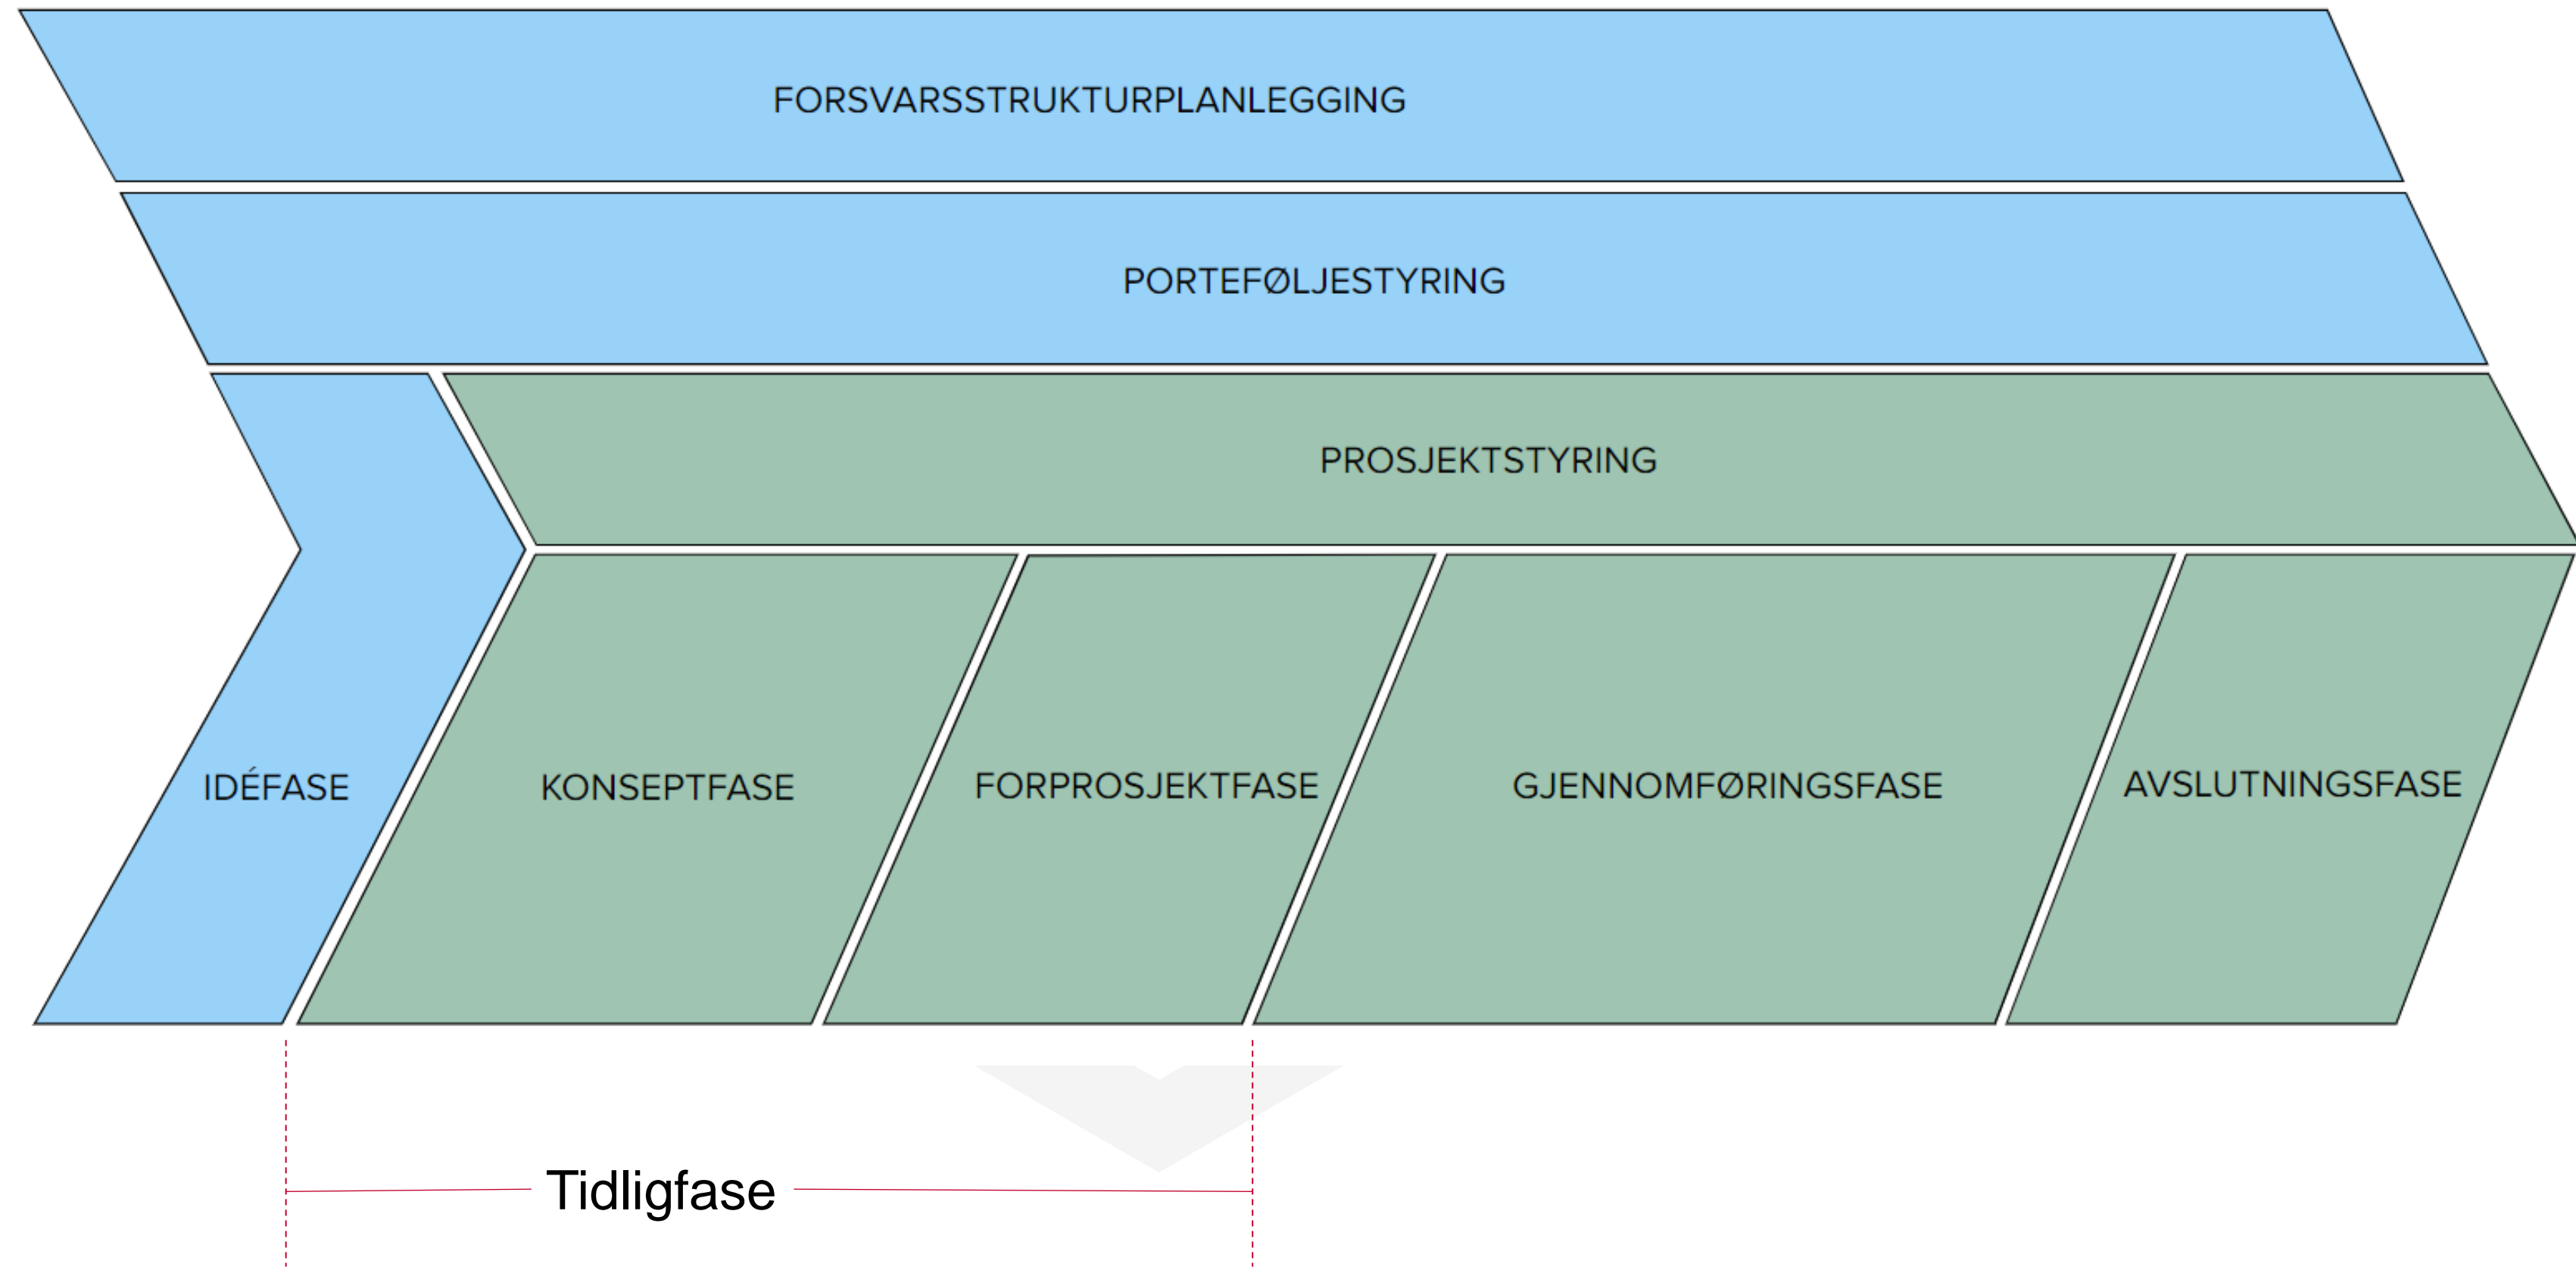 FORSVARSSTRUKTURPLANLEGGING
PORTEFØLJESTYRING
PROSJEKTSTYRING
IDÉFASE
KONSEPTFASE
FORPROSJEKTFASE
GJENNOMFØRINGSFASE
AVSLUTNINGSFASE
Tidligfase